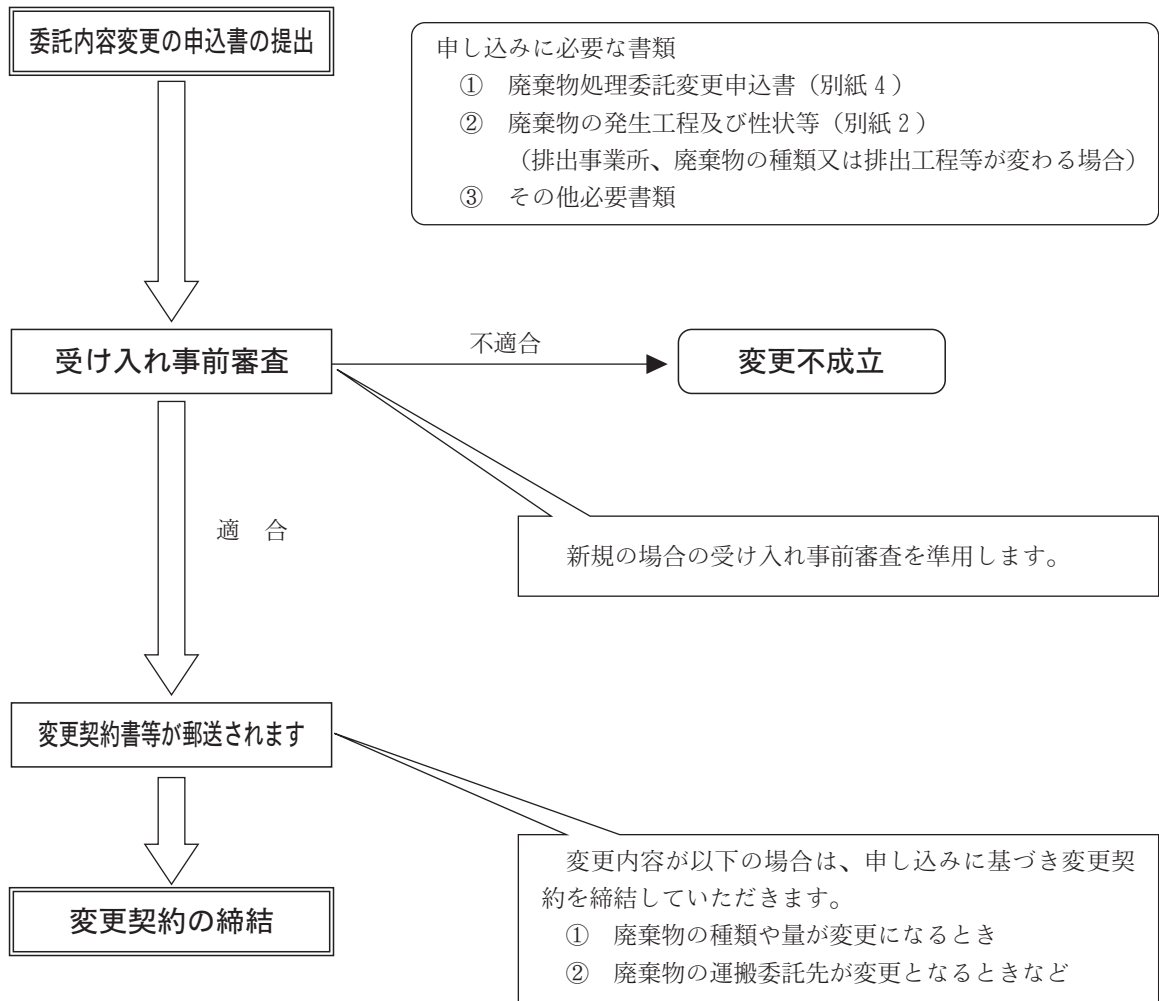 委託内容変更の申込書の提出
申し込みに必要な書類
① 廃棄物処理委託変更申込書（別紙４）
② 廃棄物の発生工程及び性状等（別紙２）
（排出事業所、廃棄物の種類又は排出工程等が変わる場合）
③ その他必要書類
受け入れ事前審査
不適合
変更不成立
適　合
新規の場合の受け入れ事前審査を準用します。
変更契約書等が郵送されます
変更内容が以下の場合は、申し込みに基づき変更契
約を締結していただきます。
① 廃棄物の種類や量が変更になるとき
② 廃棄物の運搬委託先が変更となるときなど
変更契約の締結